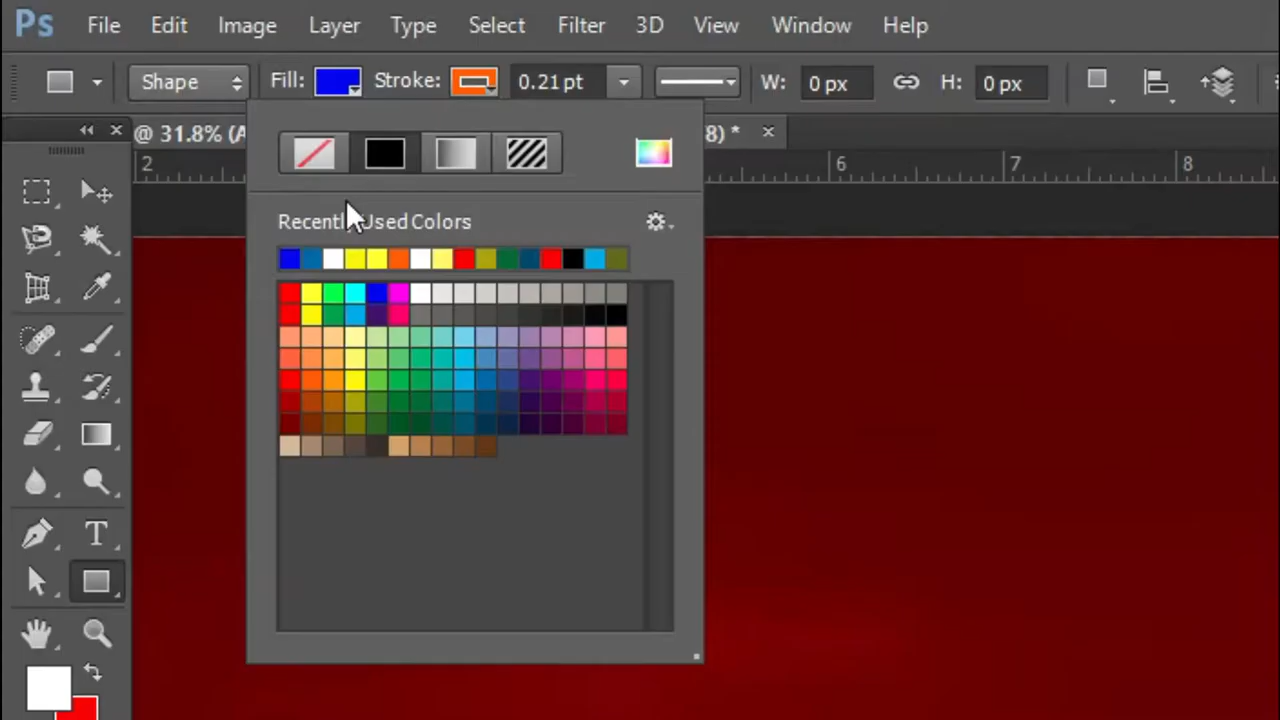 Ps File Edit Image Layer Type Select Filter 3D View Window Help
Shape Fill: Stroke: 0.21 pt W: 0 px H: 0 px
@ 31.8% (A 8) *
2 6 7 8
Recently Used Colors
T